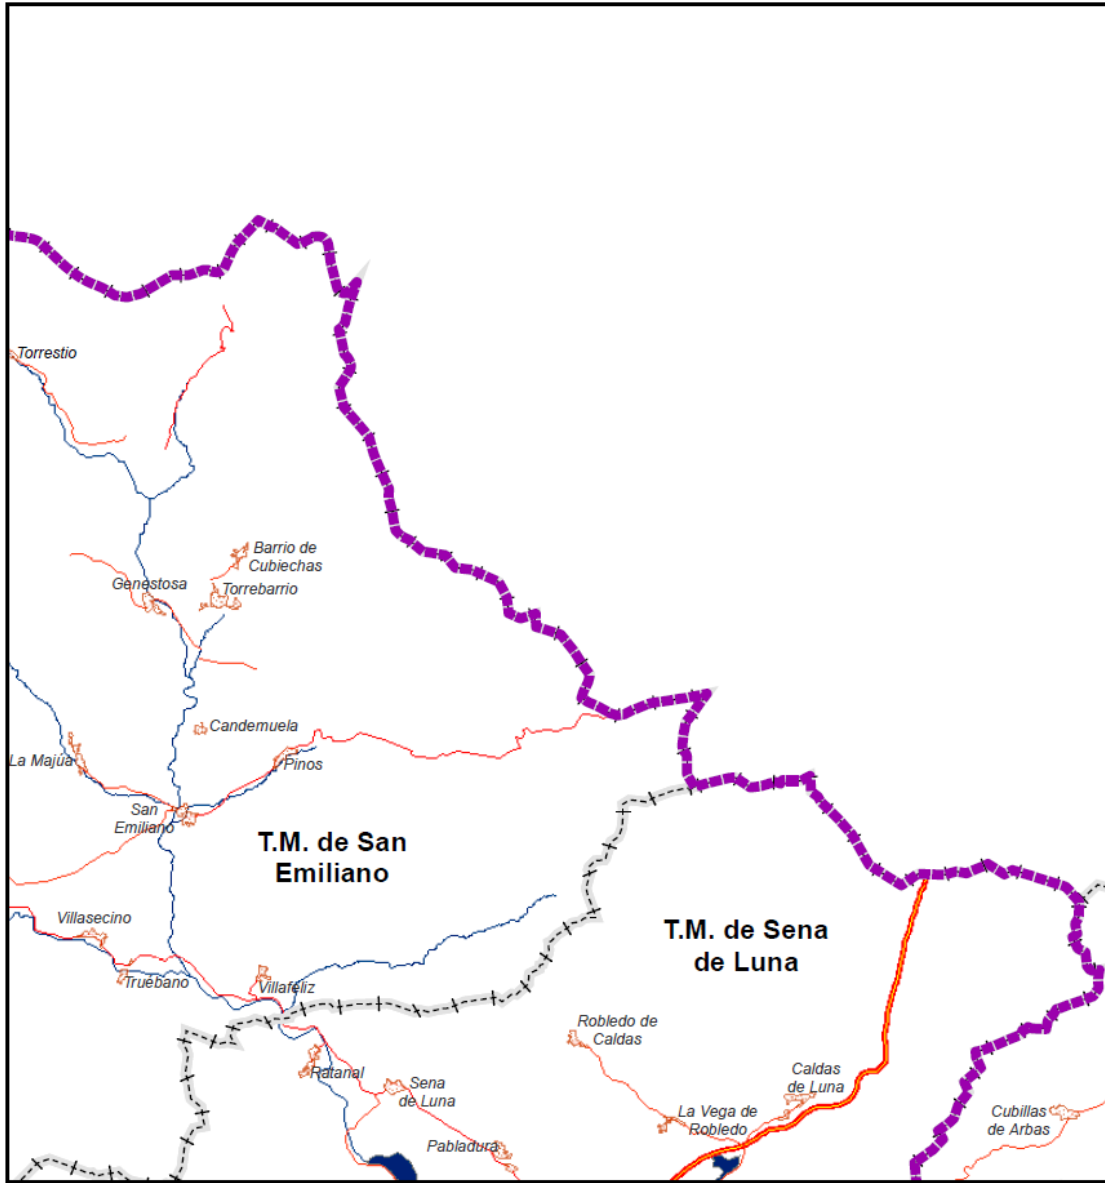 Torrestio
Barrio de
Cubiechas
Genestosa
Torrebarrio
Candemuela
La Majúa
Pinos
San
Emiliano
T.M. de San
Emiliano
Villasecino
T.M. de Sena
de Luna
Truébano
Villafeliz
Robledo de
Caldas
Ratanal
Sena
de Luna
Caldas
de Luna
La Vega de
Robledo
Cubillas
de Arbas
Pabladura